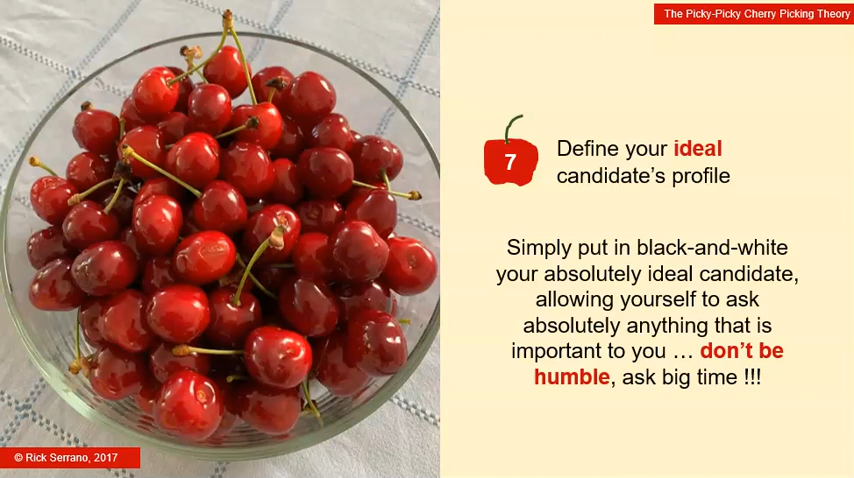 The Picky-Picky Cherry Picking Theory
7
Define your ideal
candidate's profile
Simply put in black-and-white
your absolutely ideal candidate,
allowing yourself to ask
absolutely anything that is
important to you … don't be
humble, ask big time !!!
© Rick Serrano, 2017